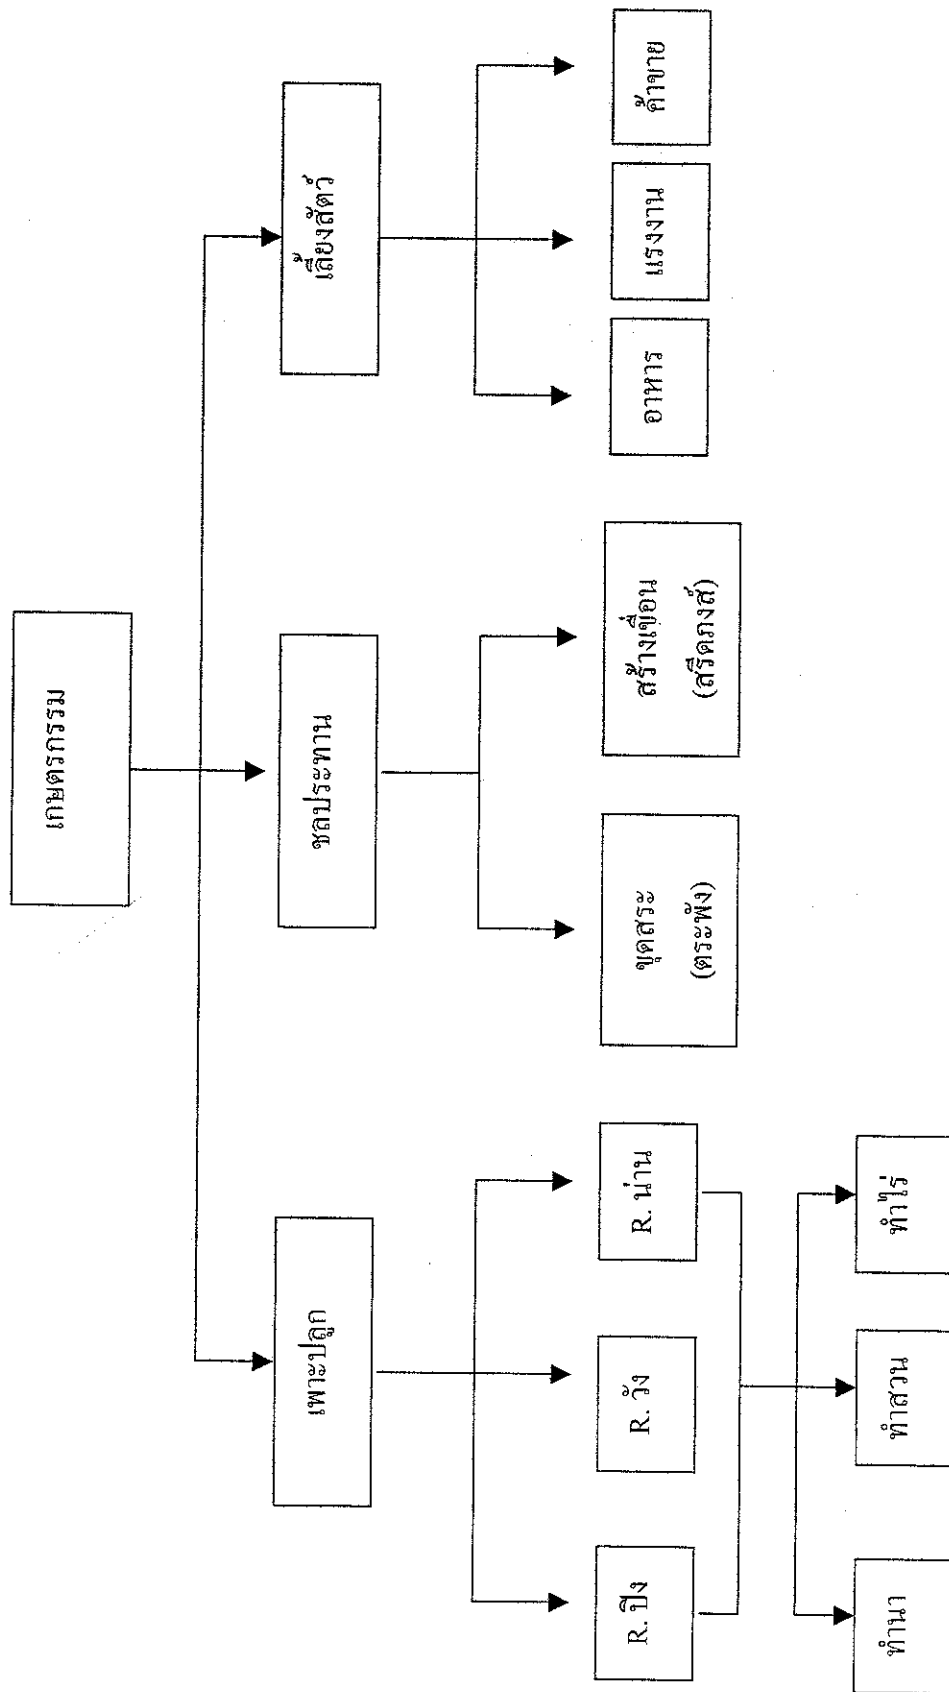 เกษตรกรรม
เพาะปลูก
ชลประทาน
เลี้ยงสัตว์
R. ปิง
R. วัง
R. น่าน
ขุดสระ
(ตระพัง)
สร้างเขื่อน
(สรีดภงส์)
อาหาร
แรงงาน
ค้าขาย
ทำนา
ทำสวน
ทำไร่